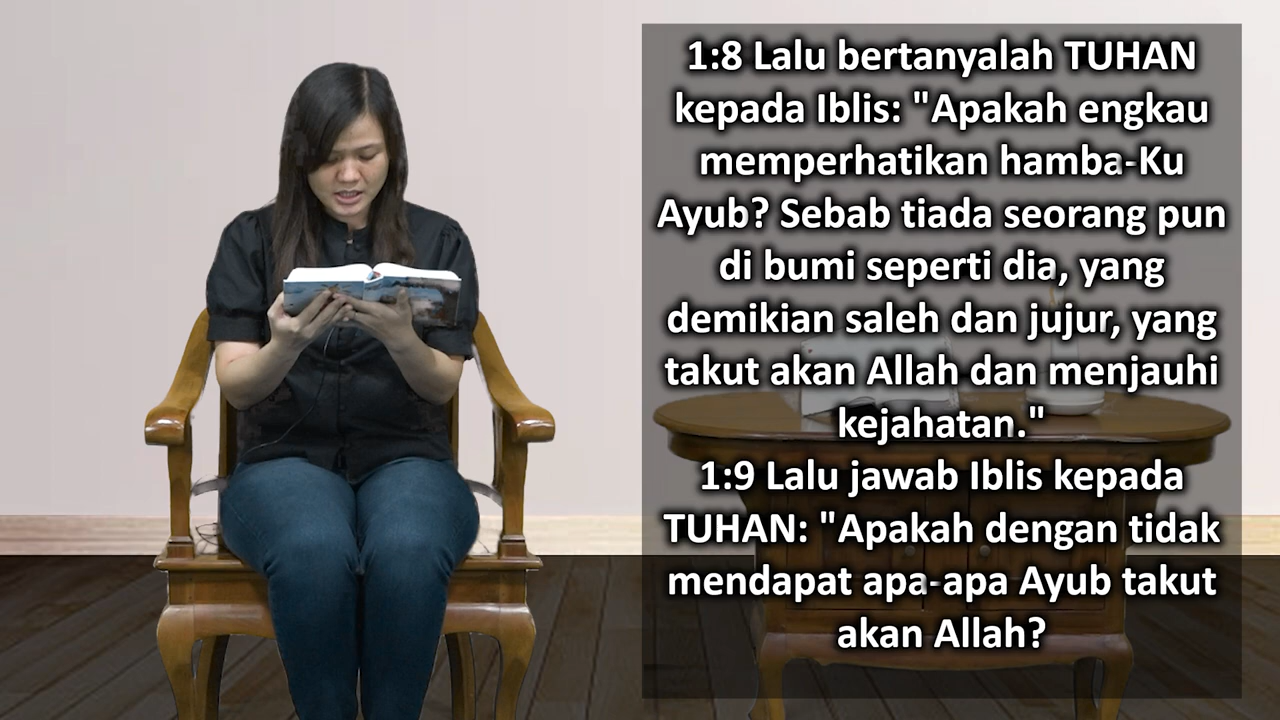 1:8 Lalu bertanyalah TUHAN
kepada Iblis: "Apakah engkau
memperhatikan hamba-Ku
Ayub? Sebab tiada seorang pun
di bumi seperti dia, yang
demikian saleh dan jujur, yang
takut akan Allah dan menjauhi
kejahatan."
1:9 Lalu jawab Iblis kepada
TUHAN: "Apakah dengan tidak
mendapat apa-apa Ayub takut
akan Allah?